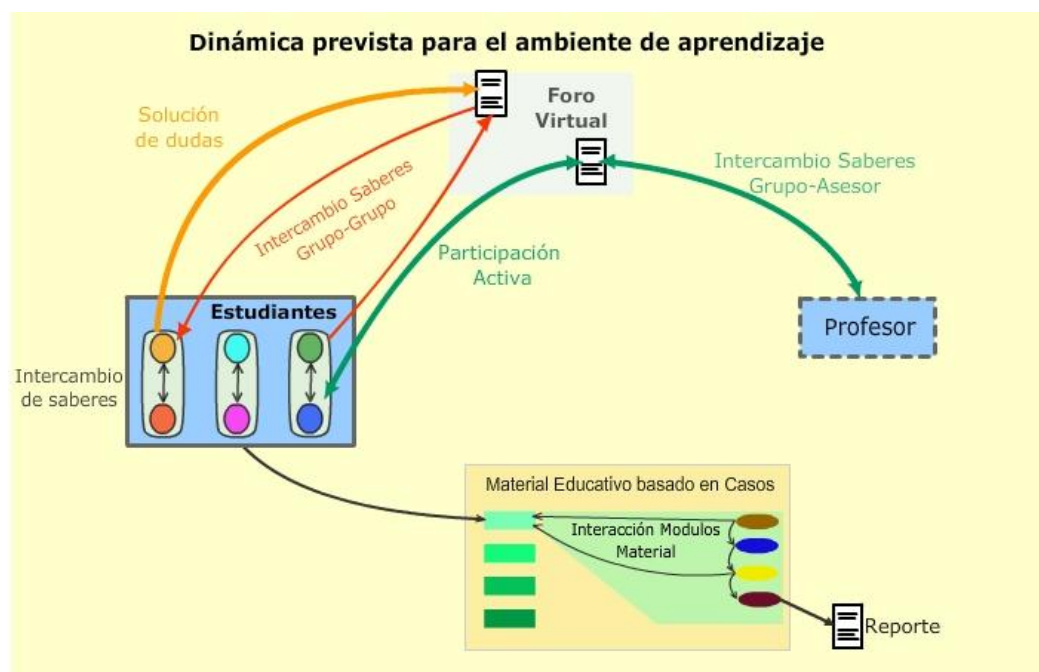 Dinámica prevista para el ambiente de aprendizaje
Solución
de dudas
Foro
Virtual
Intercambio Saberes
Grupo-Grupo
Intercambio Saberes
Grupo-Asesor
Participación
Activa
Estudiantes
Profesor
Intercambio
de saberes
Material Educativo basado en Casos
Interacción Modulos
Material
Reporte